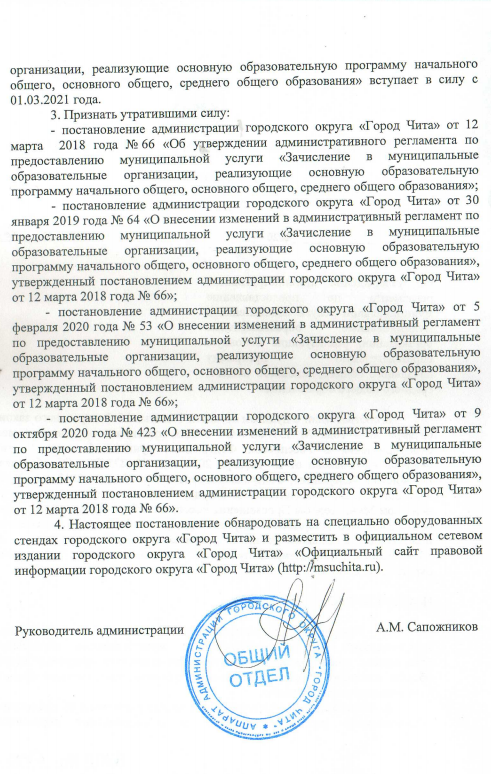 организации, реализующие основную образовательную программу начального
общего, основного общего, среднего общего образования» вступает в силу с
01.03.2021 года.
3. Признать утратившими силу:
- постановление администрации городского округа «Город Чита» от 12
марта 2018 года № 66 «Об утверждении административного регламента по
предоставлению муниципальной услуги «Зачисление в муниципальные
образовательные организации, реализующие основную образовательную
программу начального общего, основного общего, среднего общего образования»;
- постановление администрации городского округа «Город Чита» от 30
января 2019 года № 64 «О внесении изменений в административный регламент по
предоставлению муниципальной услуги «Зачисление в муниципальные
образовательные организации, реализующие основную образовательную
программу начального общего, основного общего, среднего общего образования»,
утвержденный постановлением администрации городского округа «Город Чита»
от 12 марта 2018 года № 66»;
- постановление администрации городского округа «Город Чита» от 5
февраля 2020 года № 53 «О внесении изменений в административный регламент
по предоставлению муниципальной услуги «Зачисление в муниципальные
образовательные организации, реализующие основную образовательную
программу начального общего, основного общего, среднего общего образования»,
утвержденный постановлением администрации городского округа «Город Чита»
от 12 марта 2018 года № 66»;
- постановление администрации городского округа «Город Чита» от 9
октября 2020 года № 423 «О внесении изменений в административный регламент
по предоставлению муниципальной услуги «Зачисление в муниципальные
образовательные организации, реализующие основную образовательную
программу начального общего, основного общего, среднего общего образования»,
утвержденный постановлением администрации городского округа «Город Чита»
от 12 марта 2018 года № 66».
4. Настоящее постановление обнародовать на специально оборудованных
стендах городского округа «Город Чита» и разместить в официальном сетевом
издании городского округа «Город Чита» «Официальный сайт правовой
информации городского округа «Город Чита» (http://msuchita.ru).
Руководитель администрации
А.М. Сапожников
АППАРАТ АДМИНИСТРАЦИИ ГОРОДСКОГО ОКРУГА "ГОРОД ЧИТА"
ОБЩИЙ
ОТДЕЛ